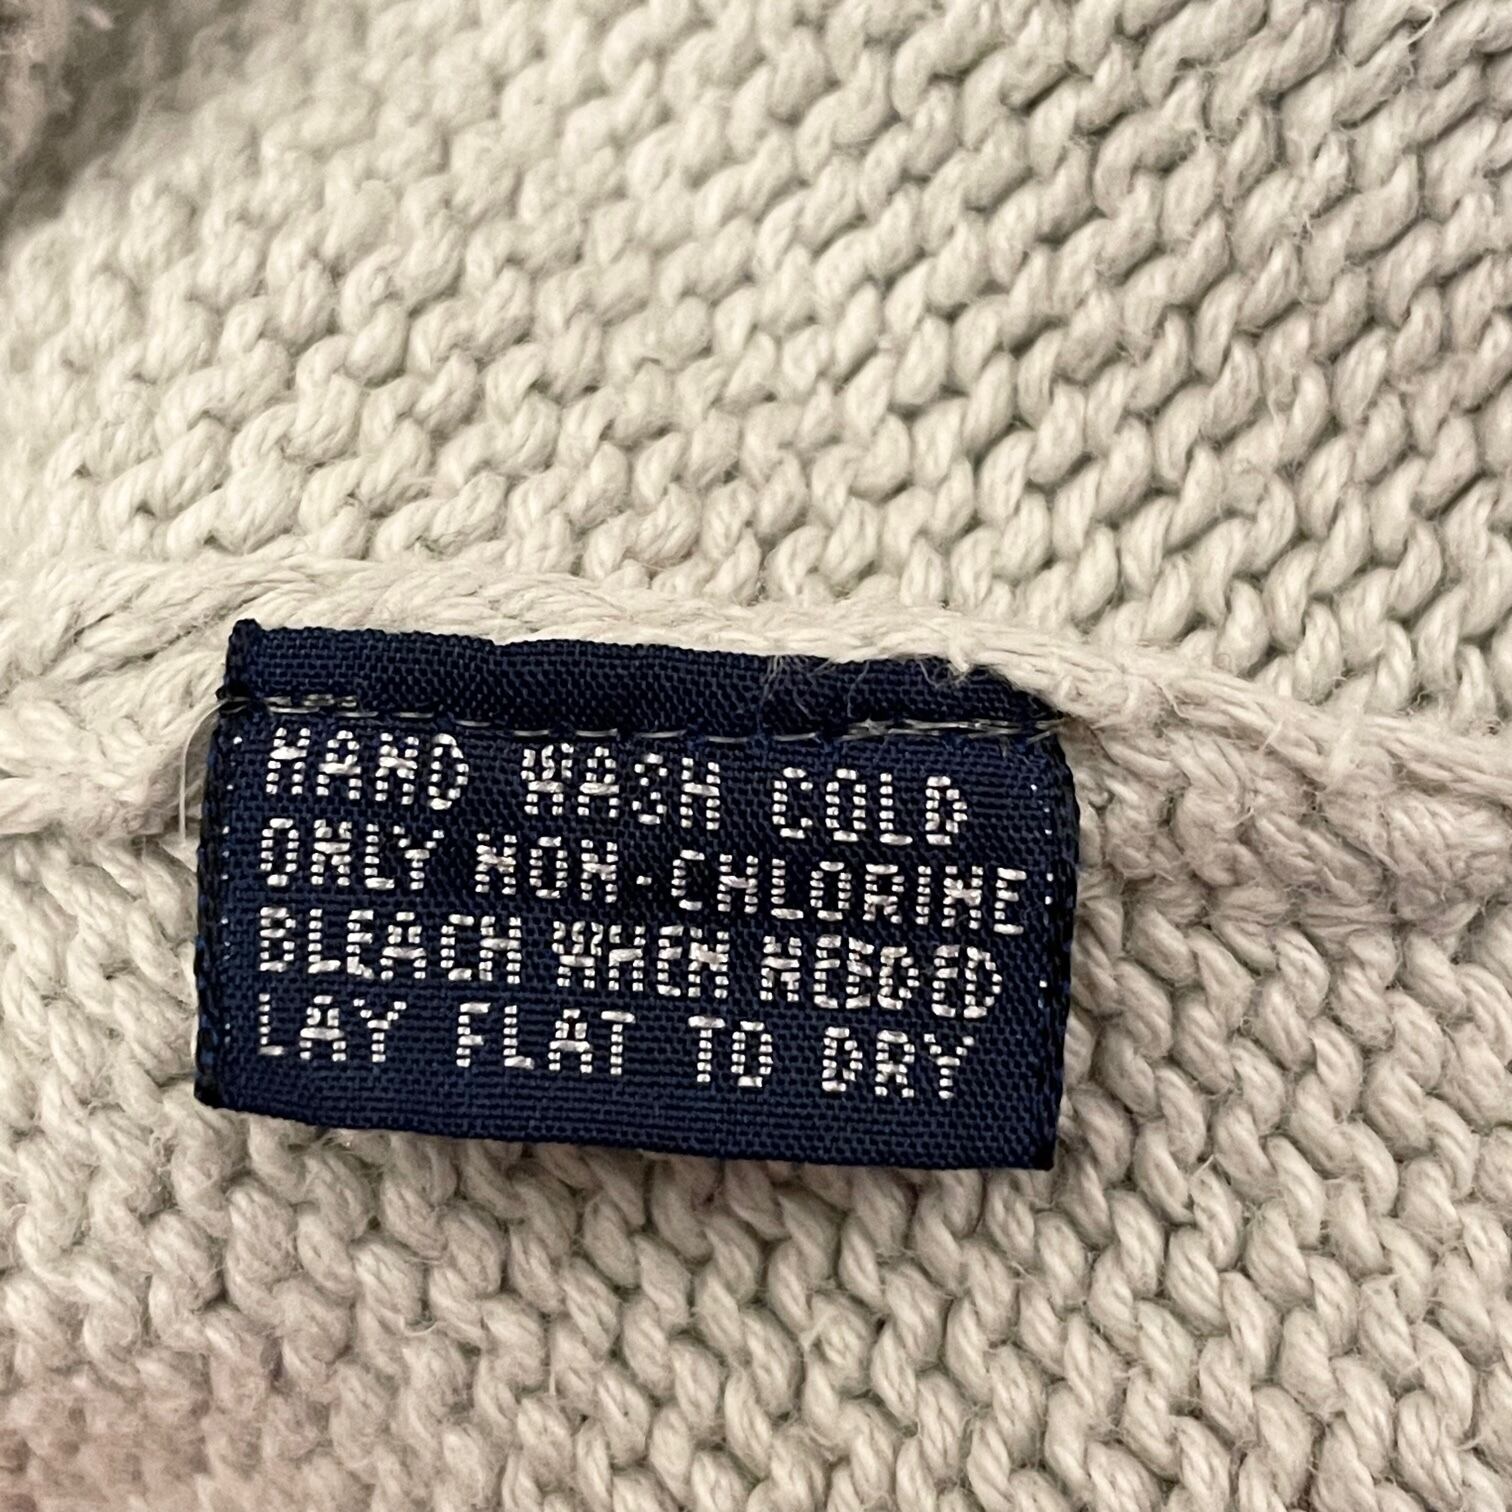 HAND WASH COLD
ONLY NON-CHLORINE
BLEACH WHEN NEEDED
LAY FLAT TO DRY